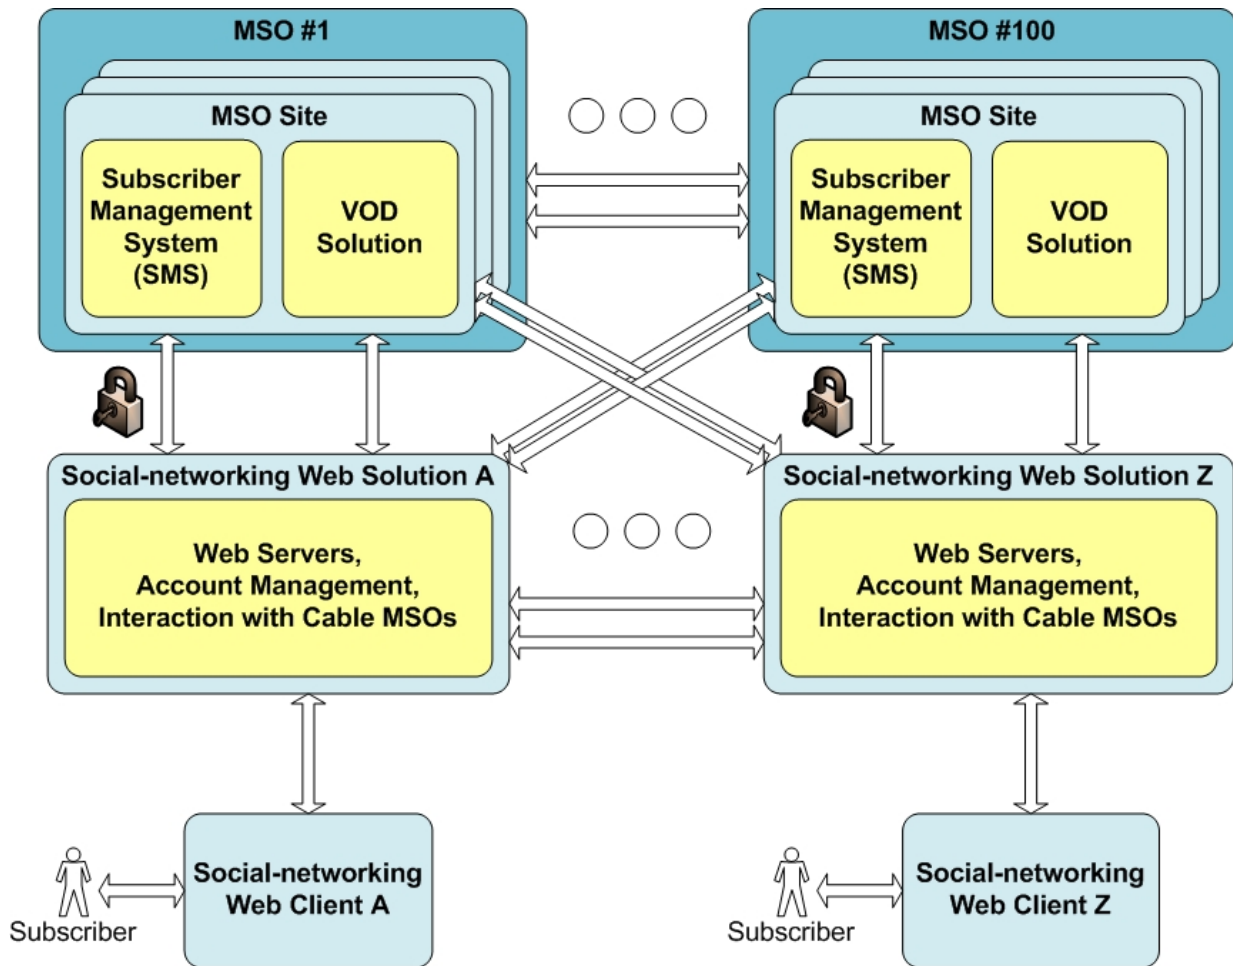 MSO #1
MSO Site
Subscriber
Management
System
(SMS)
VOD
Solution
MSO #100
MSO Site
Subscriber
Management
System
(SMS)
VOD
Solution
Social-networking Web Solution A
Web Servers,
Account Management,
Interaction with Cable MSOs
Social-networking Web Solution Z
Web Servers,
Account Management,
Interaction with Cable MSOs
Subscriber
Social-networking
Web Client A
Subscriber
Social-networking
Web Client Z